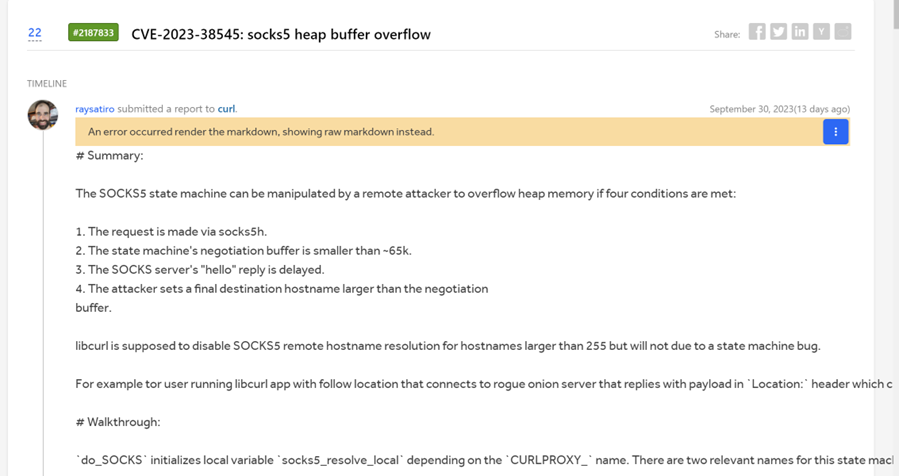 22
#2187833
CVE-2023-38545: socks5 heap buffer overflow
Share:
TIMELINE
raysatiro submitted a report to curl.
September 30, 2023(13 days ago)
An error occurred render the markdown, showing raw markdown instead.
# Summary:
The SOCKS5 state machine can be manipulated by a remote attacker to overflow heap memory if four conditions are met:
1. The request is made via socks5h.
2. The state machine's negotiation buffer is smaller than ~65k.
3. The SOCKS server's "hello" reply is delayed.
4. The attacker sets a final destination hostname larger than the negotiation
buffer.
libcurl is supposed to disable SOCKS5 remote hostname resolution for hostnames larger than 255 but will not due to a state machine bug.
For example tor user running libcurl app with follow location that connects to rogue onion server that replies with payload in `Location:` header which c
# Walkthrough:
`do_SOCKS` initializes local variable `socks5_resolve_local` depending on the `CURLPROXY_` name. There are two relevant names for this state mac